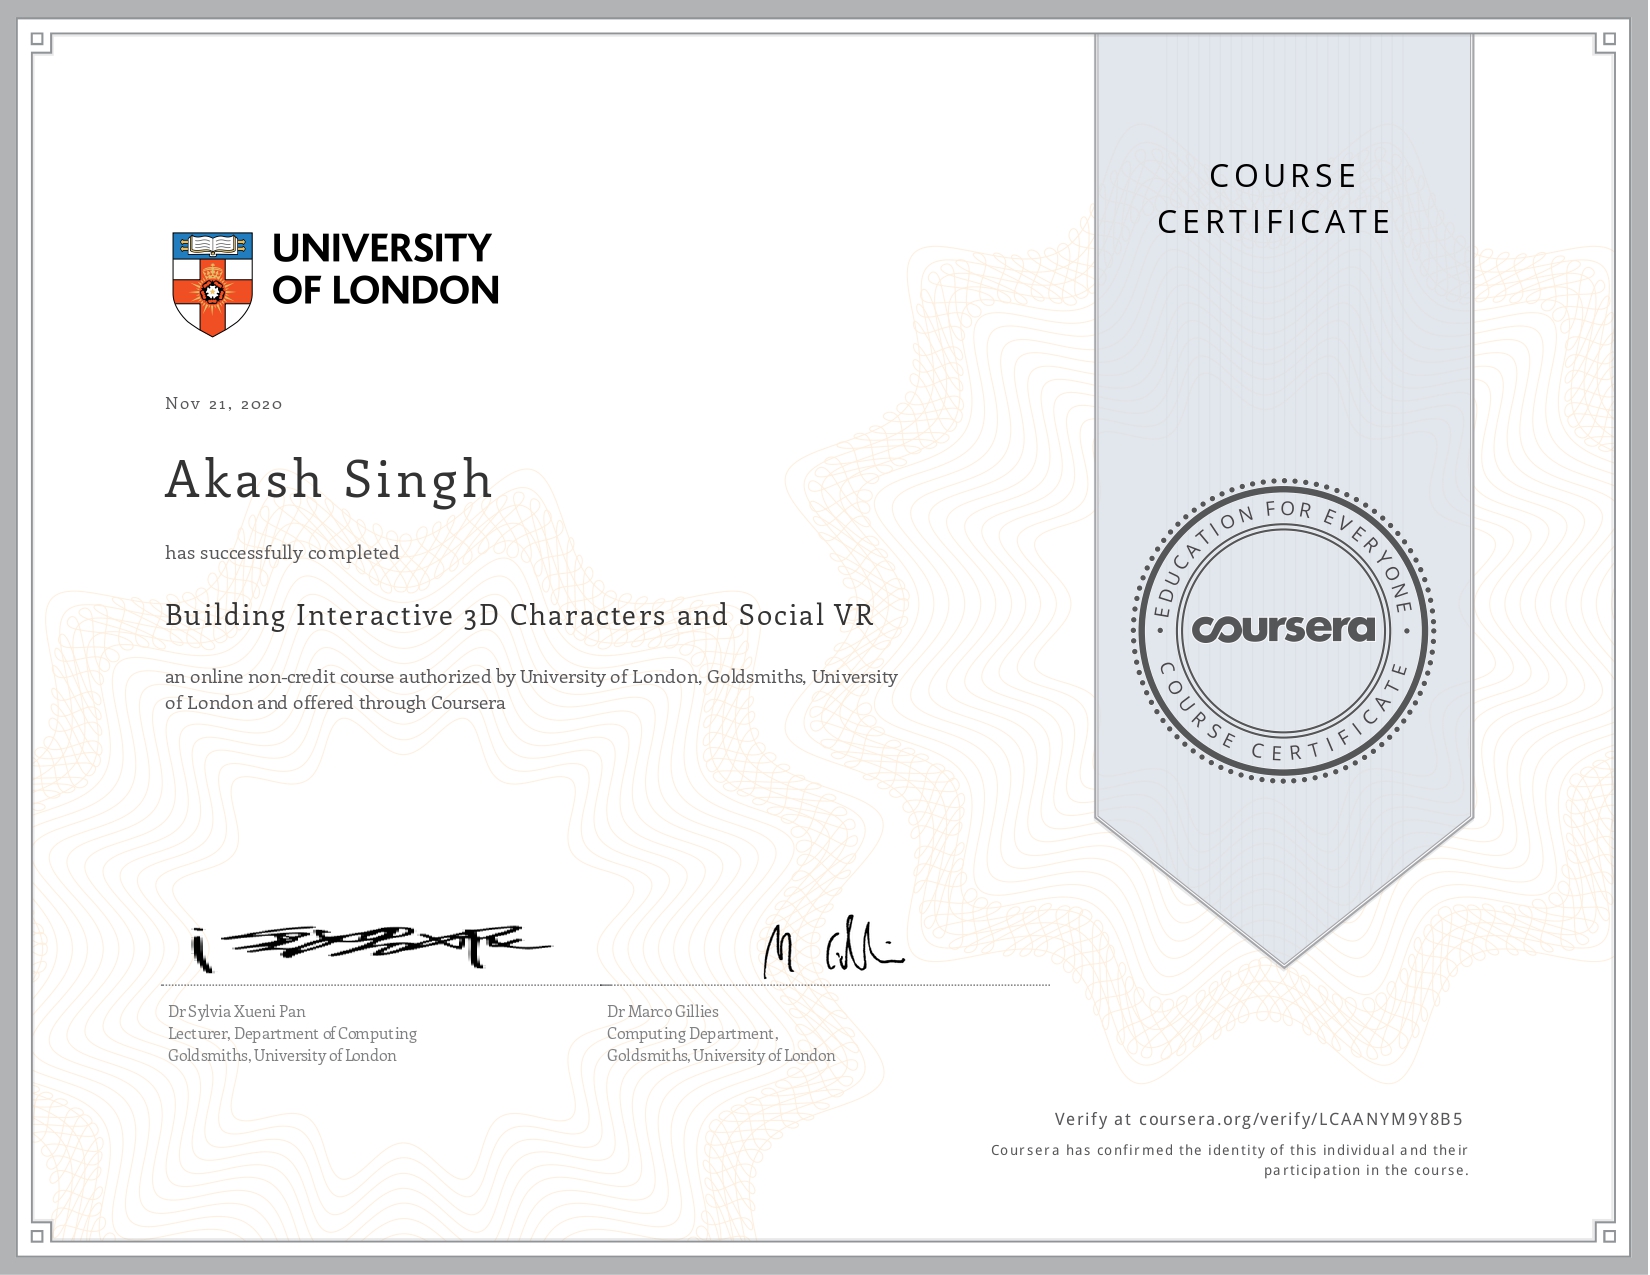 COURSE
CERTIFICATE
UNIVERSITY
OF LONDON
Nov 21, 2020
Akash Singh
has successfully completed
Building Interactive 3D Characters and Social VR
an online non-credit course authorized by University of London, Goldsmiths, University
of London and offered through Coursera
EDUCATION FOR EVERYONE
coursera
COURSE CERTIFICATE
M Gilli
Dr Sylvia Xueni Pan
Lecturer, Department of Computing
Goldsmiths, University of London
Dr Marco Gillies
Computing Department,
Goldsmiths, University of London
Verify at coursera.org/verify/LCAANYM9Y8B5
Coursera has confirmed the identity of this individual and their
participation in the course.